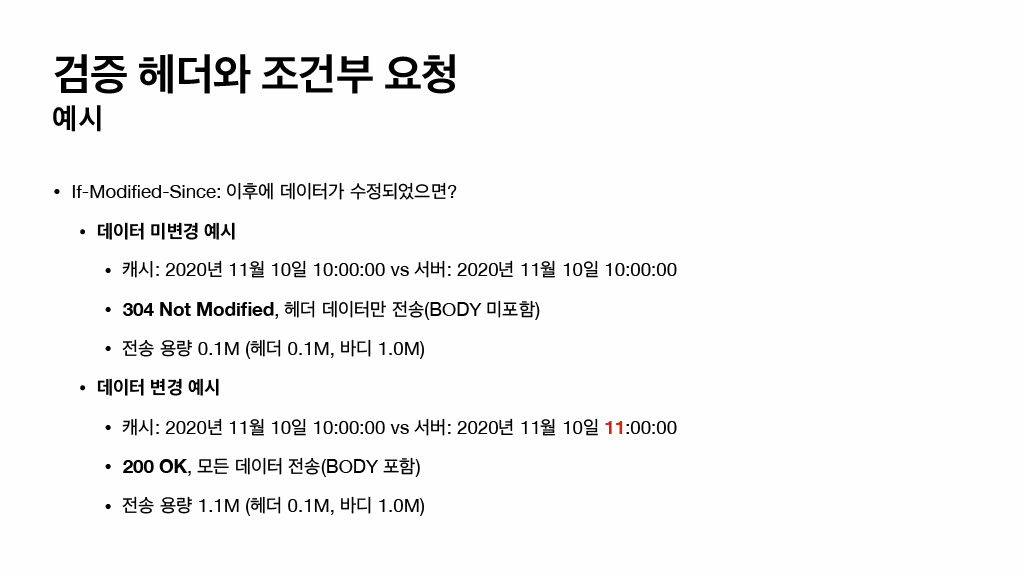 검증 헤더와 조건부 요청
예시
• If-Modified-Since: 이후에 데이터가 수정되었으면?
• 데이터 미변경 예시
• 캐시: 2020년 11월 10일 10:00:00 vs 서버: 2020년 11월 10일 10:00:00
• 304 Not Modified, 헤더 데이터만 전송(BODY 미포함)
• 전송 용량 0.1M (헤더 0.1M, 바디 1.0M)
• 데이터 변경 예시
• 캐시: 2020년 11월 10일 10:00:00 vs 서버: 2020년 11월 10일 11:00:00
• 200 OK, 모든 데이터 전송(BODY 포함)
• 전송 용량 1.1M (헤더 0.1M, 바디 1.0M)